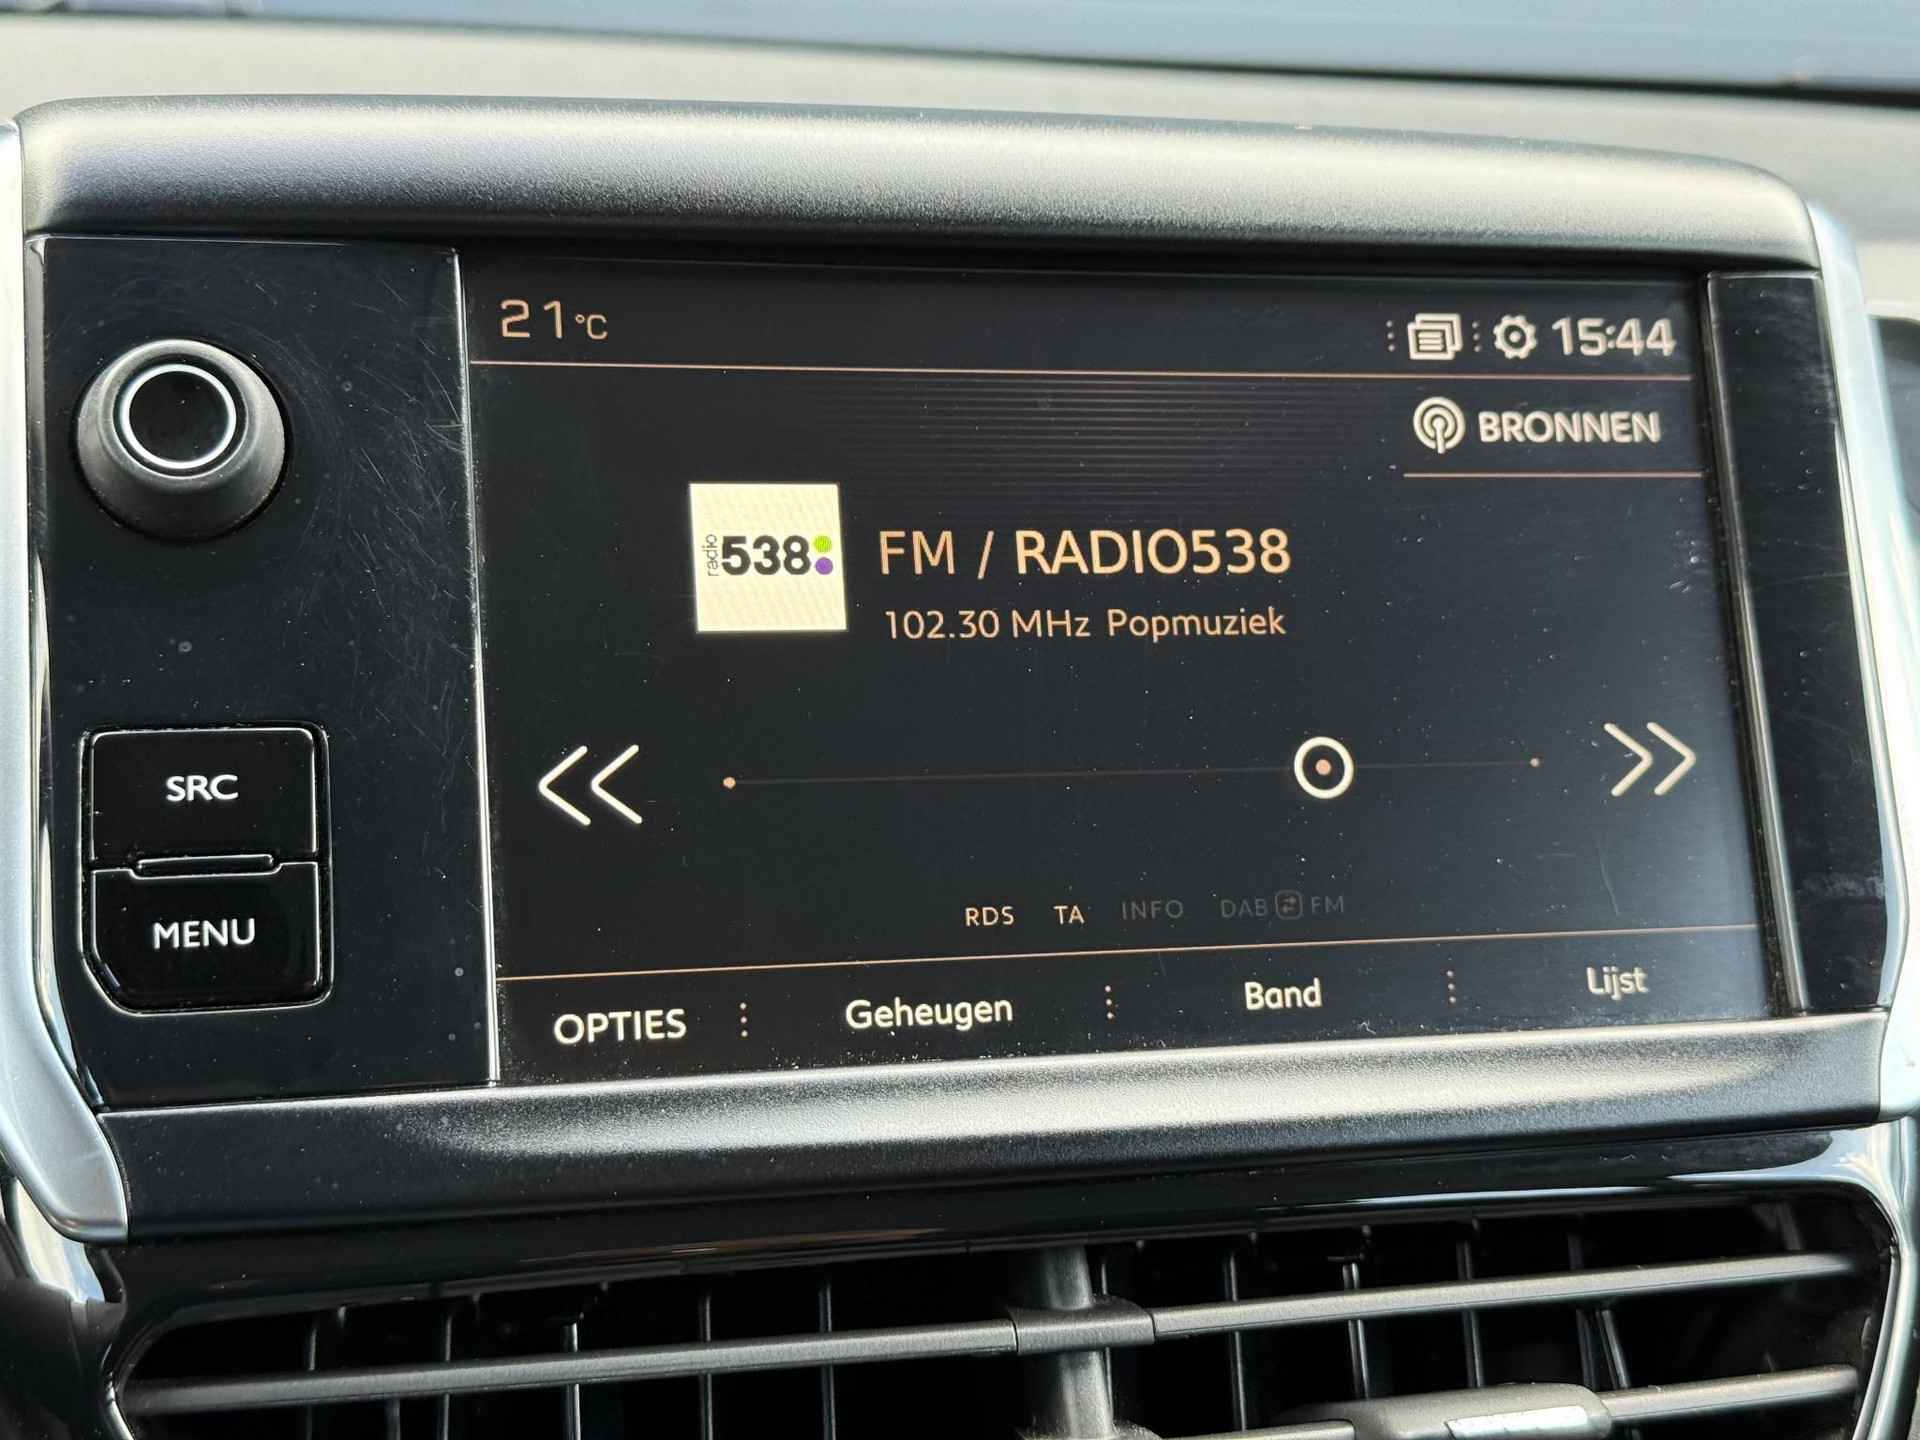 21°C
15:44
BRONNEN
radio 538
FM / RADIO538
102.30 MHz Popmuziek
SRC
MENU
RDS TA INFO DAB FM
OPTIES Geheugen Band Lijst